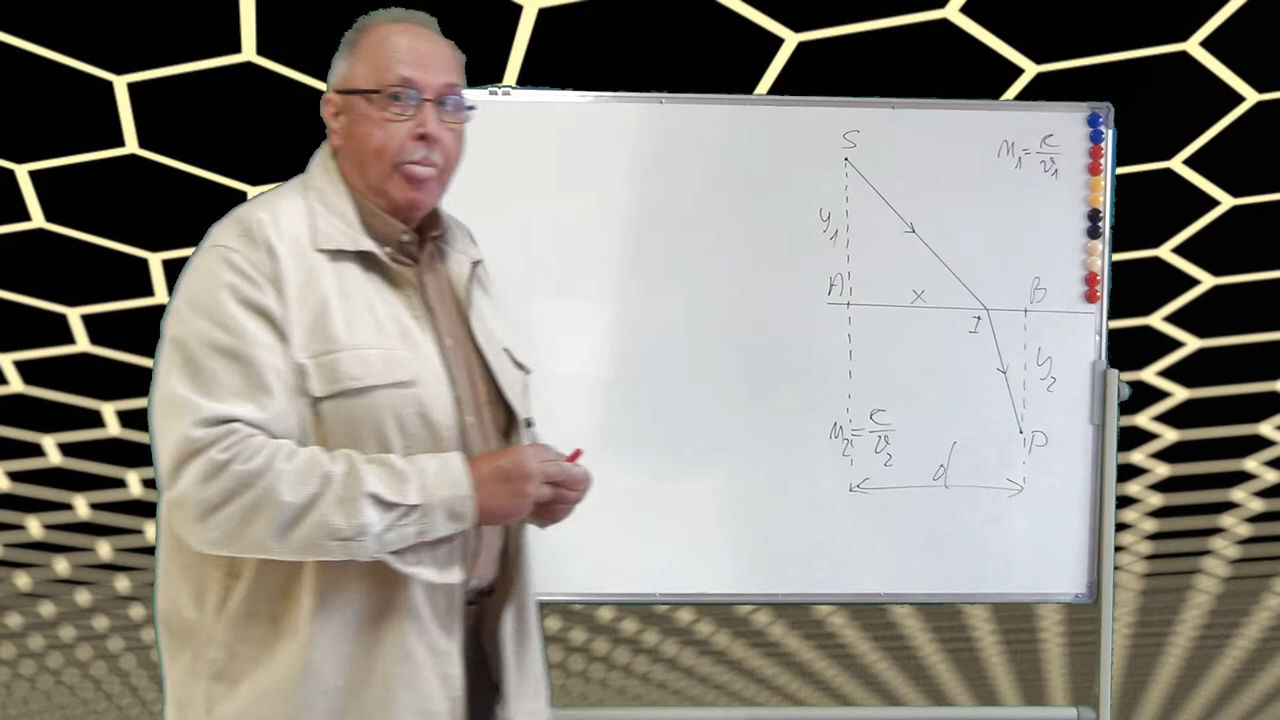 S
n₁ = c/v₁
y₁
A x B
I
y₂
n₂ = c/v₂
P
d